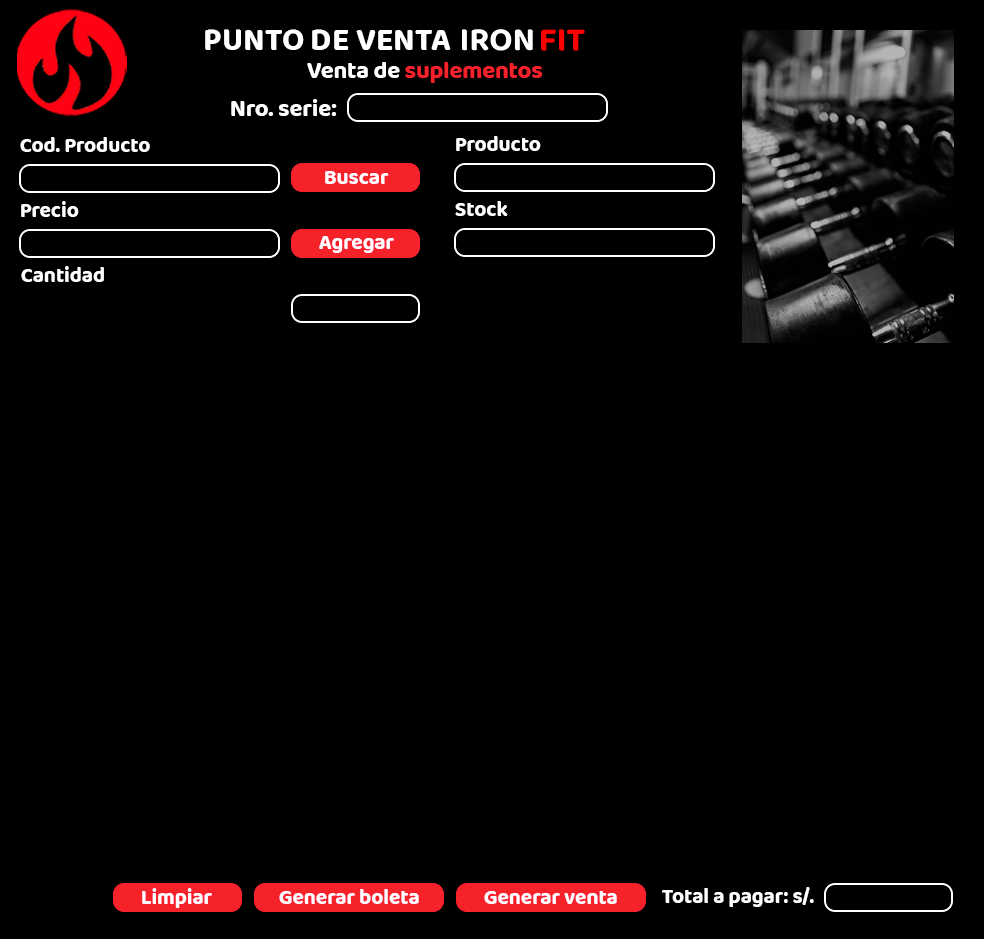 PUNTO DE VENTA IRON FIT
Venta de suplementos
Nro. serie:
Cod. Producto
Producto
Buscar
Precio
Stock
Agregar
Cantidad
Limpiar
Generar boleta
Generar venta
Total a pagar: s/.